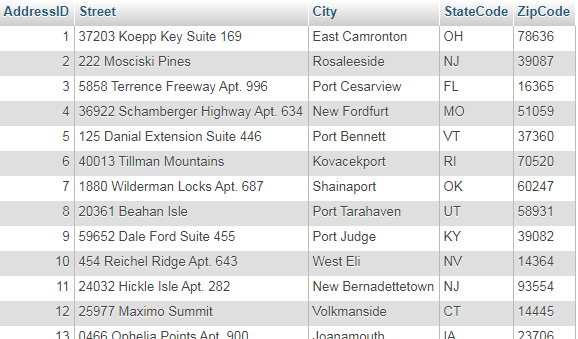 AddressID Street City StateCode ZipCode
1 37203 Koepp Key Suite 169 East Camronton OH 78636
2 222 Mosciski Pines Rosaleeside NJ 39087
3 5858 Terrence Freeway Apt. 996 Port Cesarview FL 16365
4 36922 Schamberger Highway Apt. 634 New Fordfurt MO 51059
5 125 Danial Extension Suite 446 Port Bennett VT 37360
6 40013 Tillman Mountains Kovacekport RI 70520
7 1880 Wilderman Locks Apt. 687 Shainaport OK 60247
8 20361 Beahan Isle Port Tarahaven UT 58931
9 59652 Dale Ford Suite 455 Port Judge KY 39082
10 454 Reichel Ridge Apt. 643 West Eli NV 14364
11 24032 Hickle Isle Apt. 282 New Bernadettetown NJ 93554
12 25977 Maximo Summit Volkmanside CT 14445
13 0466 Ophelia Points Apt. 900 Joanamouth IA 23706